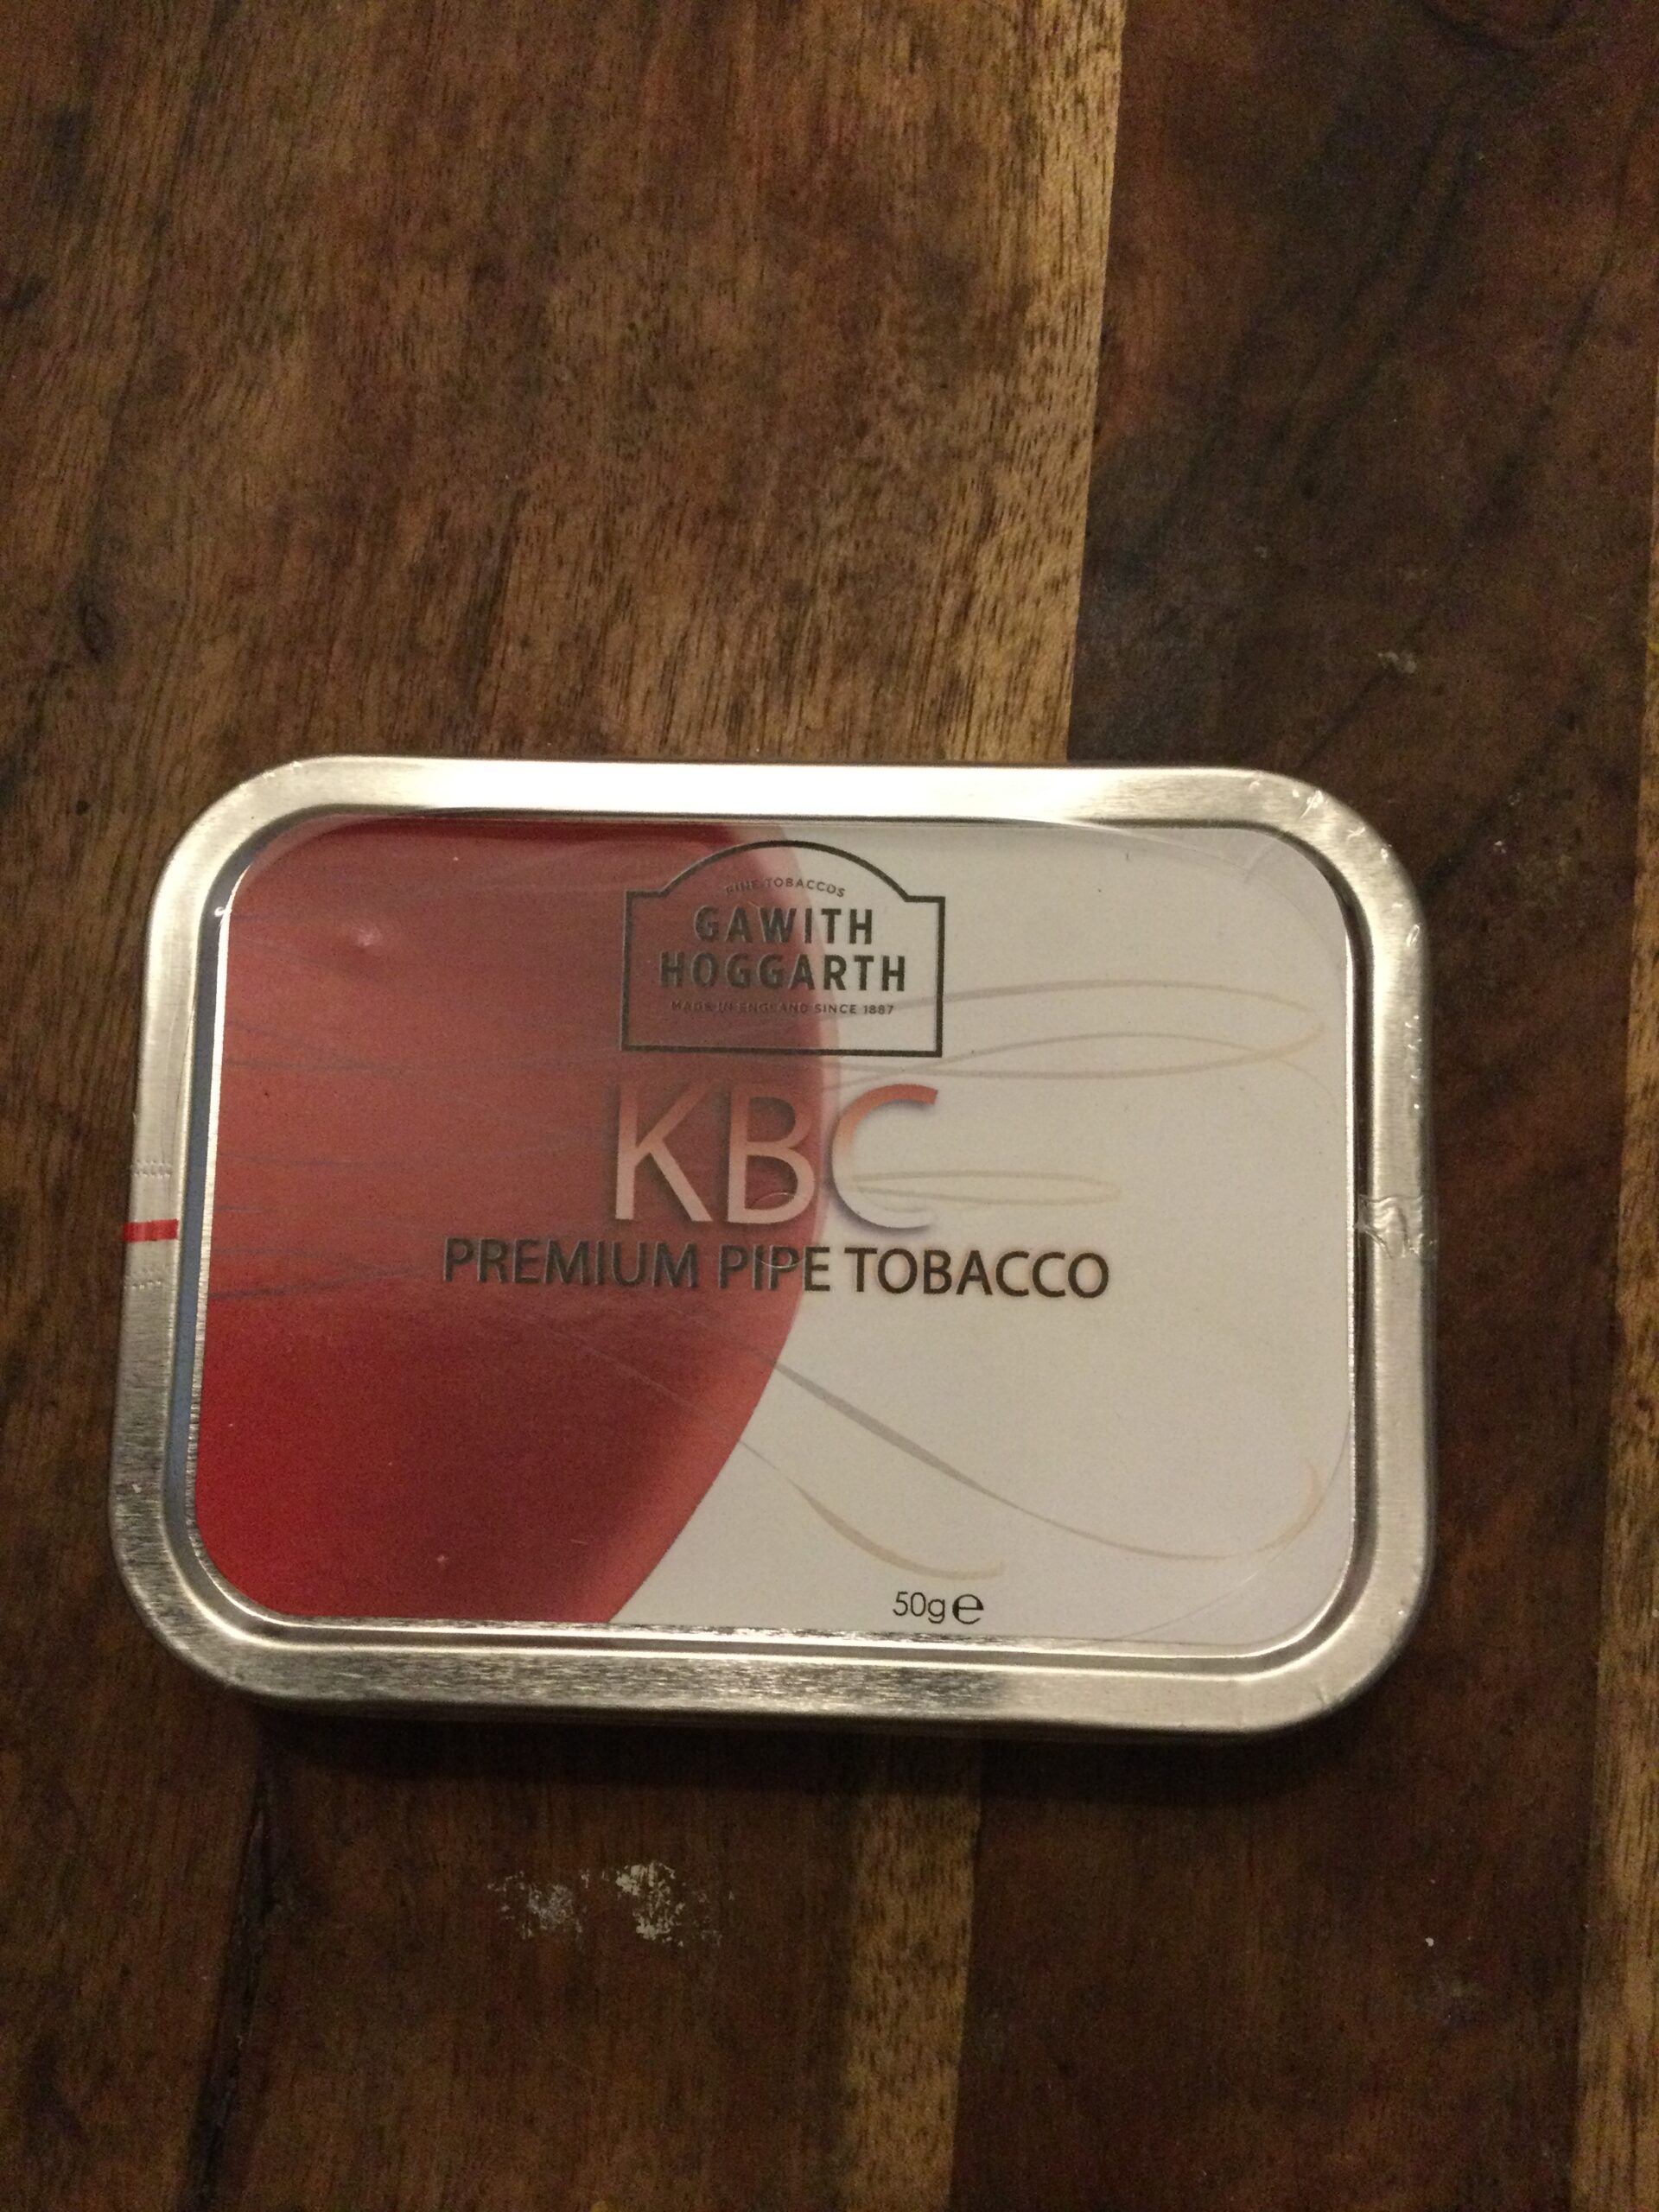 FINE TOBACCOS
GAWITH
HOGGARTH
MADE IN ENGLAND SINCE 1887
KBC
PREMIUM PIPE TOBACCO
50g e